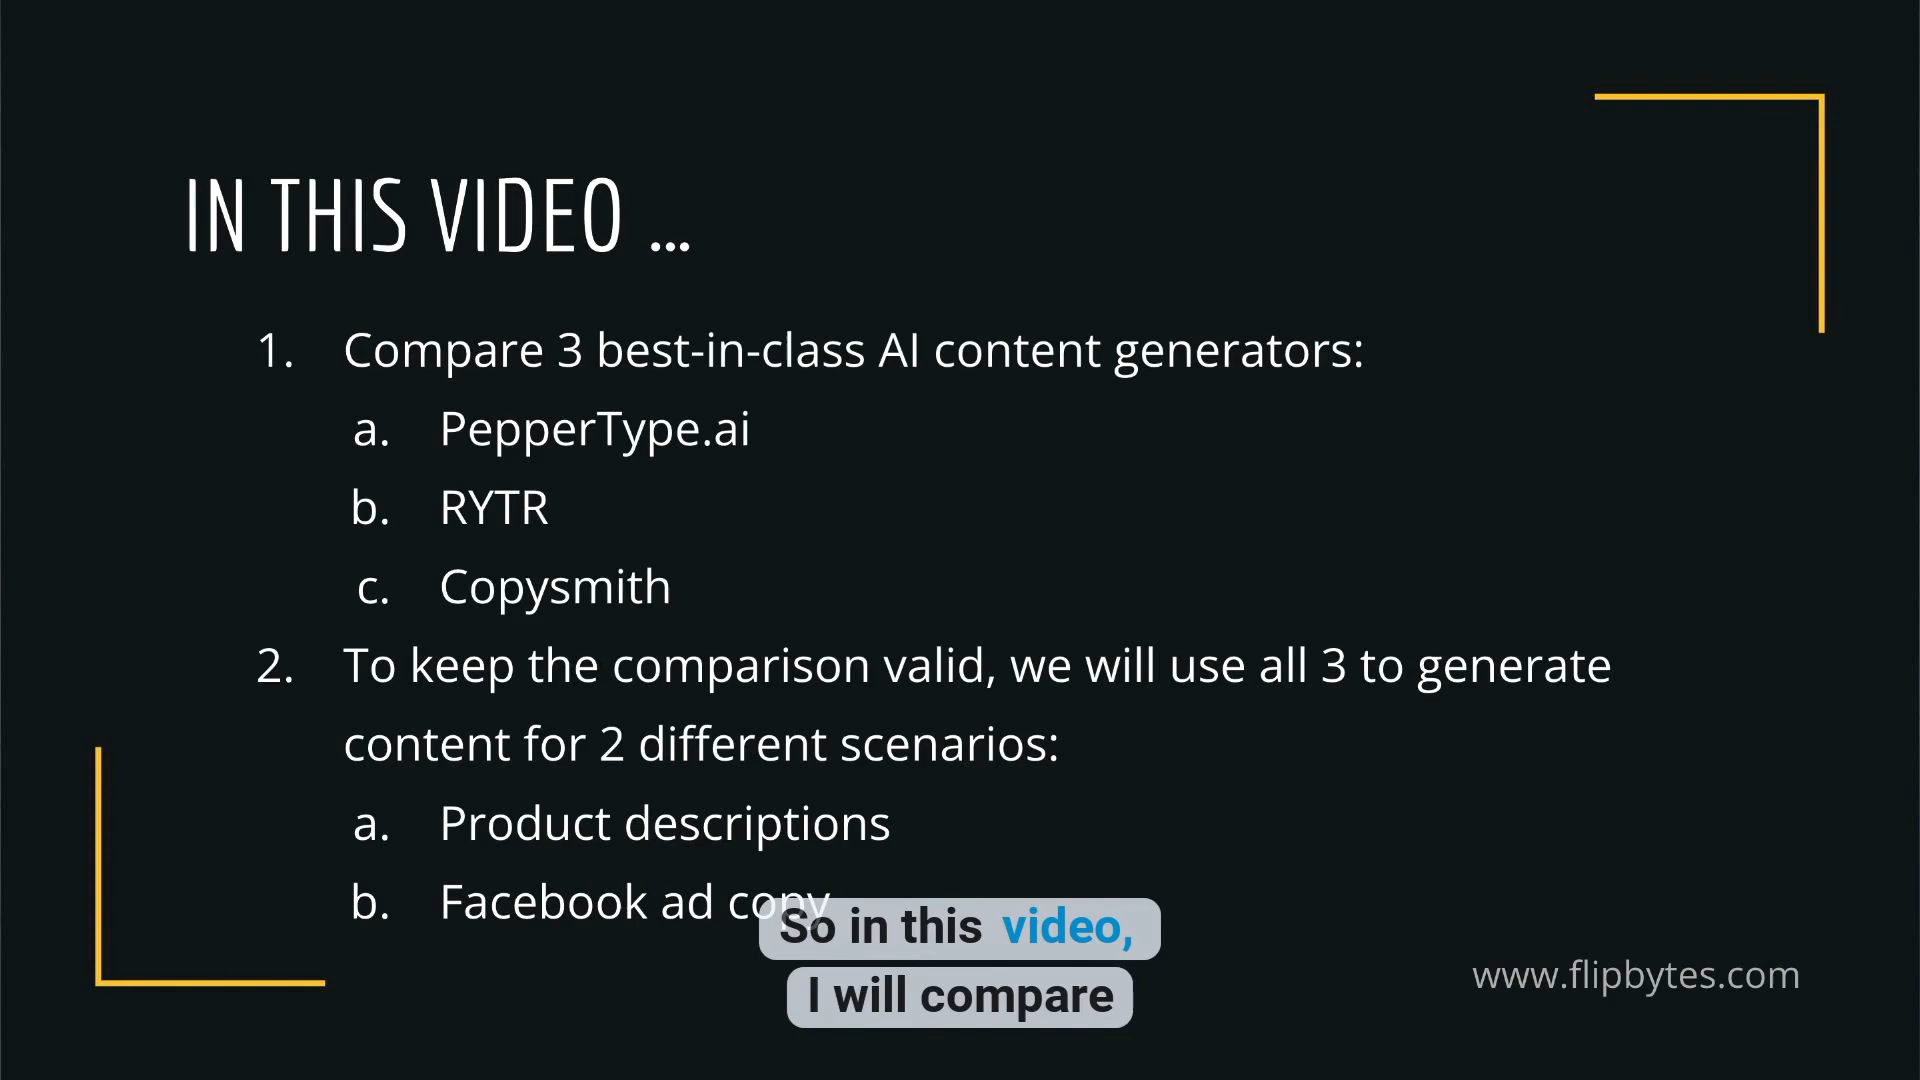 IN THIS VIDEO ...
1. Compare 3 best-in-class AI content generators:
a. PepperType.ai
b. RYTR
c. Copysmith
2. To keep the comparison valid, we will use all 3 to generate
content for 2 different scenarios:
a. Product descriptions
b. Facebook ad copy
So in this video,
I will compare
www.flipbytes.com